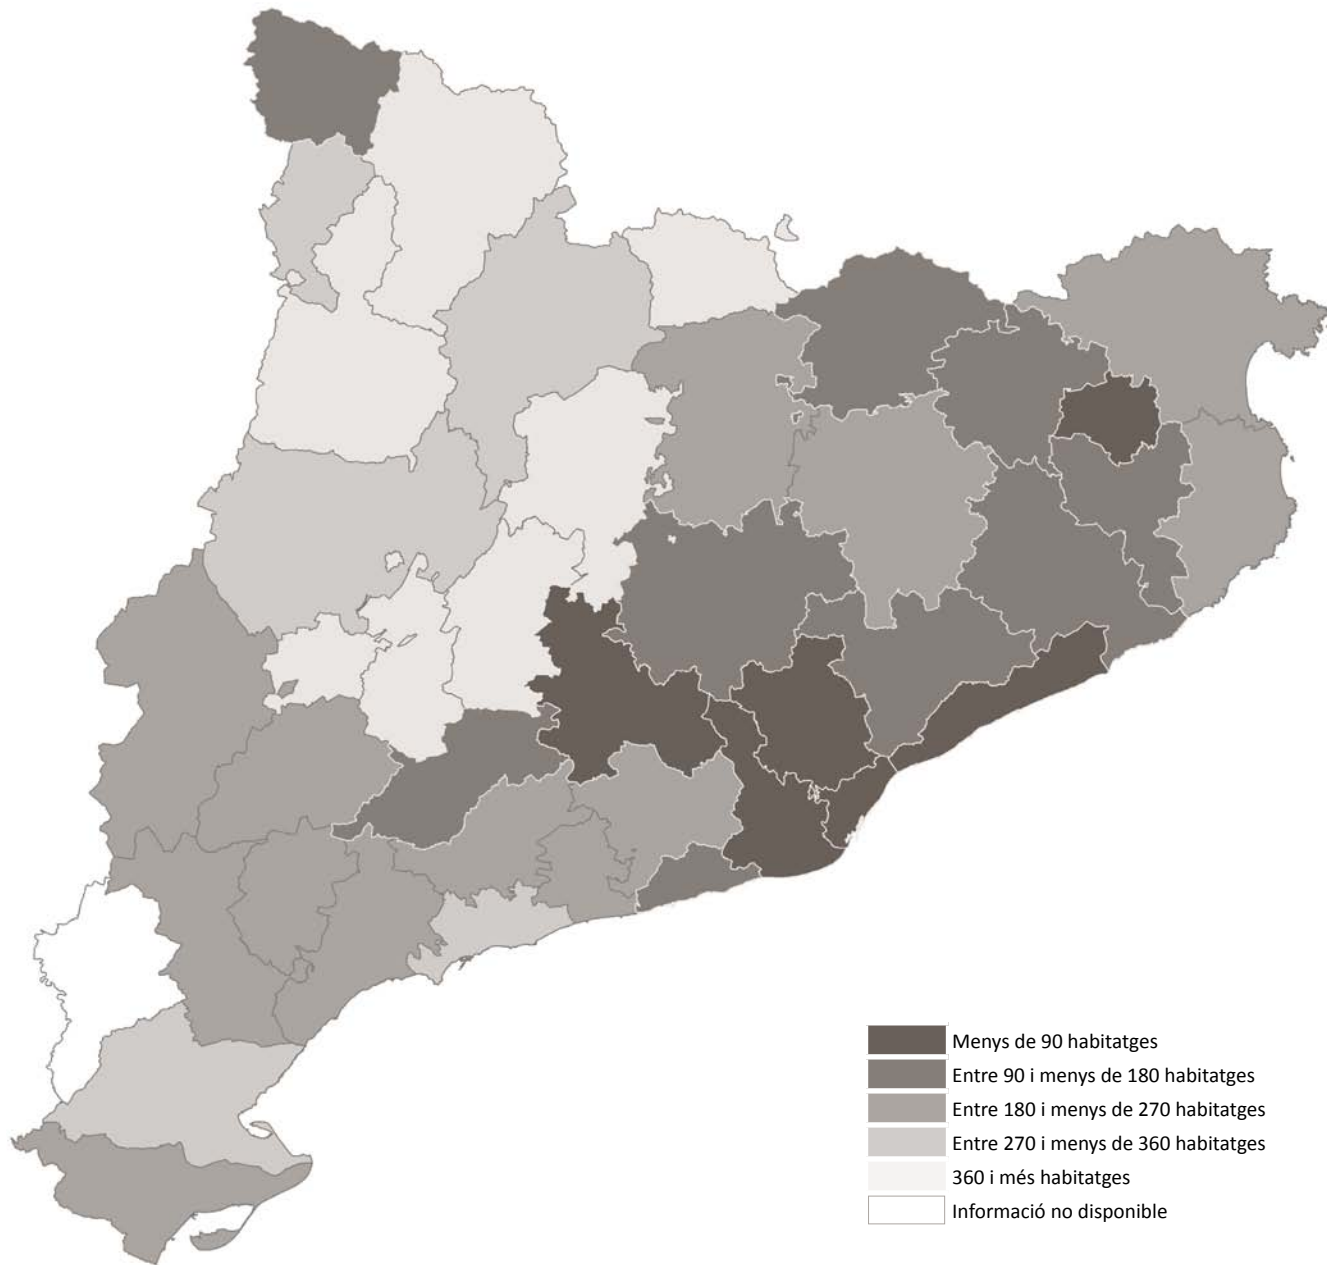 Menys de 90 habitatges
Entre 90 i menys de 180 habitatges
Entre 180 i menys de 270 habitatges
Entre 270 i menys de 360 habitatges
360 i més habitatges
Informació no disponible